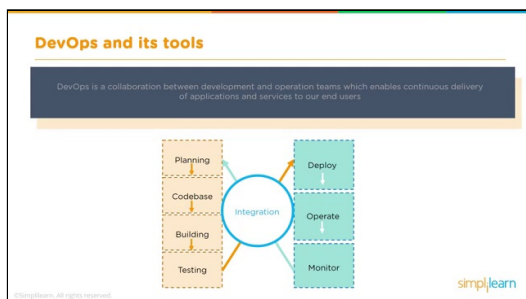 DevOps and its tools
DevOps is a collaboration between development and operation teams which enables continuous delivery
of applications and services to our end users
Planning
Codebase
Building
Testing
Integration
Deploy
Operate
Monitor
©Simplilearn. All rights reserved.
simplilearn